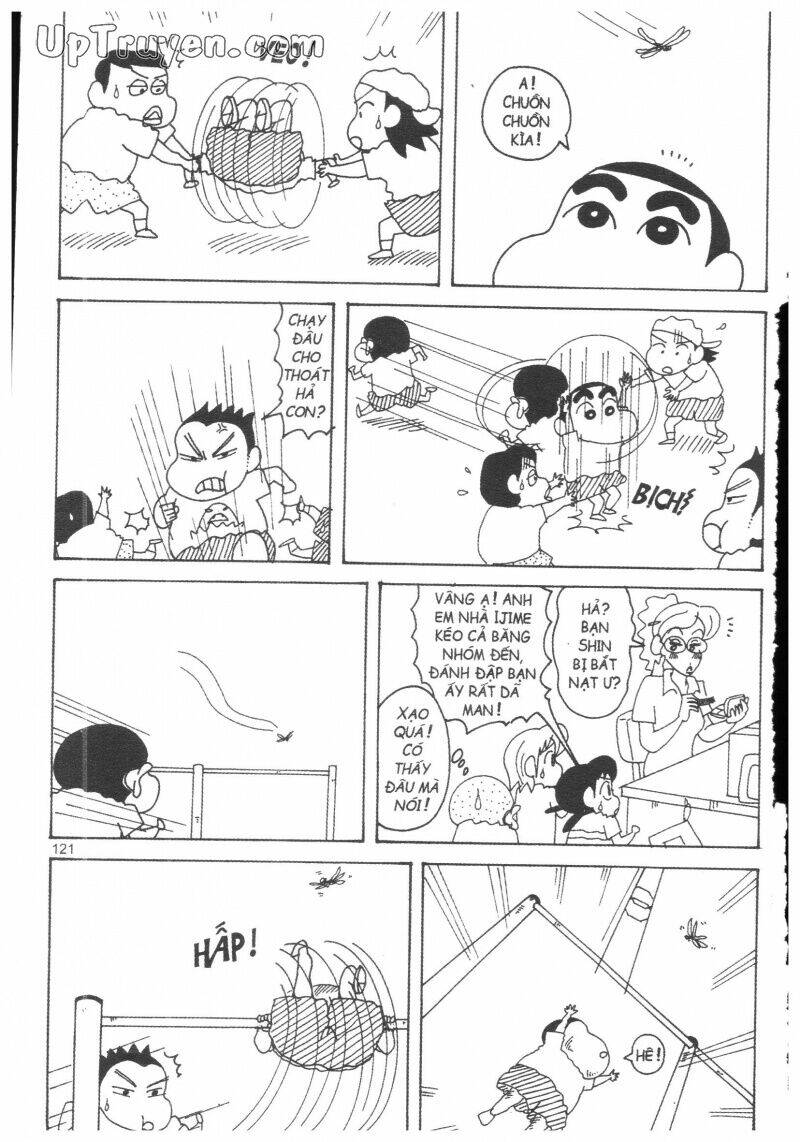 UpTruyen.com
VEO!
A!
CHUỒN
CHUỒN
KÌA!
CHẠY
ĐÂU
CHO
THOÁT
HẢ
CON?
BỊCH!
VÂNG Ạ! ANH
EM NHÀ IJIME
KÉO CẢ BĂNG
NHÓM ĐẾN,
ĐÁNH ĐẬP BẠN
ẤY RẤT DÃ
MAN!
HẢ?
BẠN
SHIN
BỊ BẮT
NẠT Ư?
XẠO
QUÁ!
CÓ
THẤY
ĐÂU MÀ
NÓI!
121
HẤP!
HÊ!